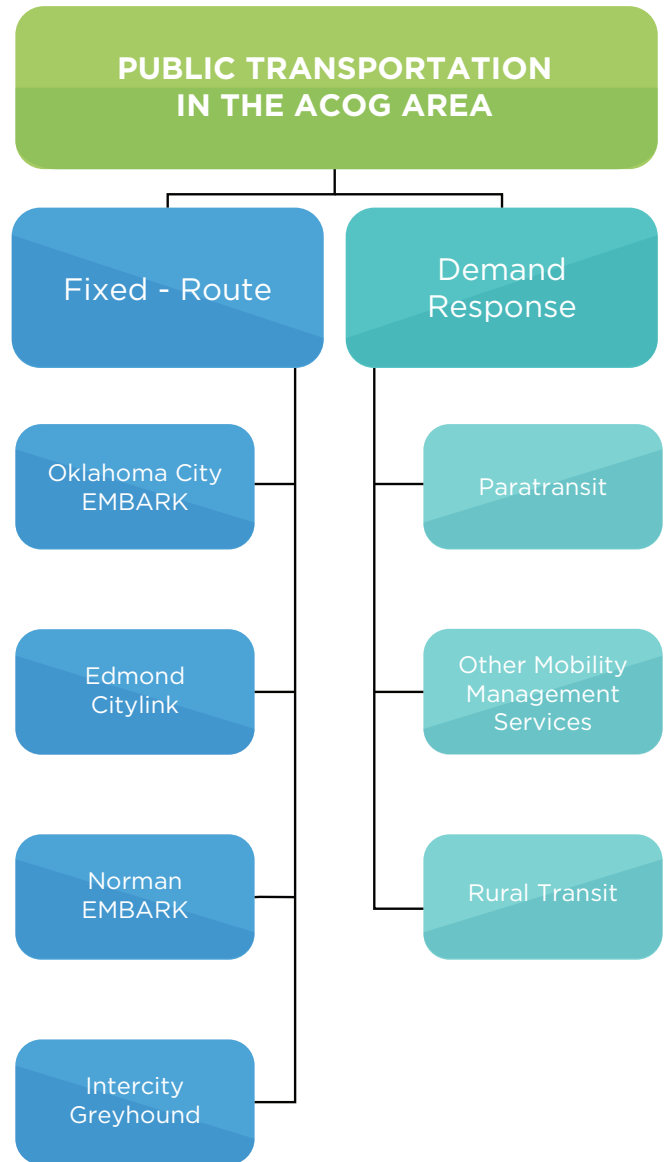 PUBLIC TRANSPORTATION
IN THE ACOG AREA
Fixed - Route
Demand
Response
Oklahoma City
EMBARK
Paratransit
Edmond
Citylink
Other Mobility
Management
Services
Norman
EMBARK
Rural Transit
Intercity
Greyhound